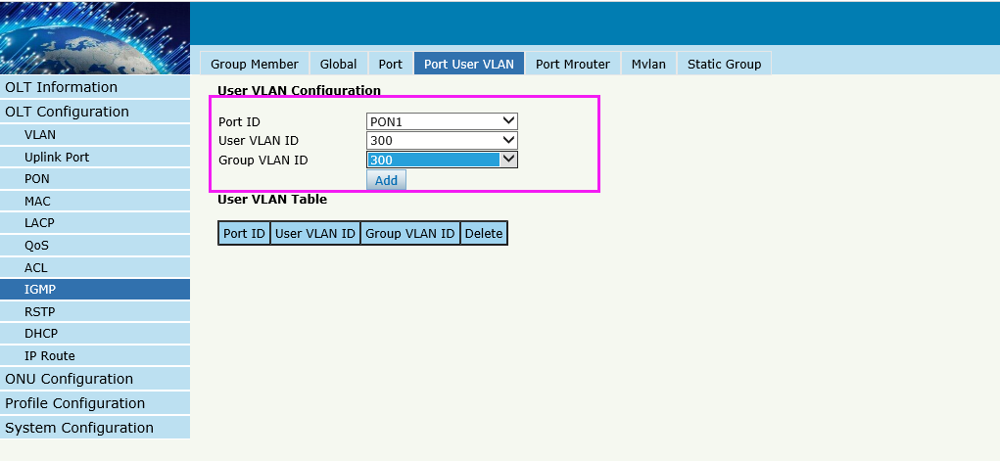 Group Member Global Port Port User VLAN Port Mrouter Mvlan Static Group
OLT Information
OLT Configuration
VLAN
Uplink Port
PON
MAC
LACP
QoS
ACL
IGMP
RSTP
DHCP
IP Route
ONU Configuration
Profile Configuration
System Configuration
User VLAN Configuration
Port ID PON1
User VLAN ID 300
Group VLAN ID 300
Add
User VLAN Table
Port ID User VLAN ID Group VLAN ID Delete